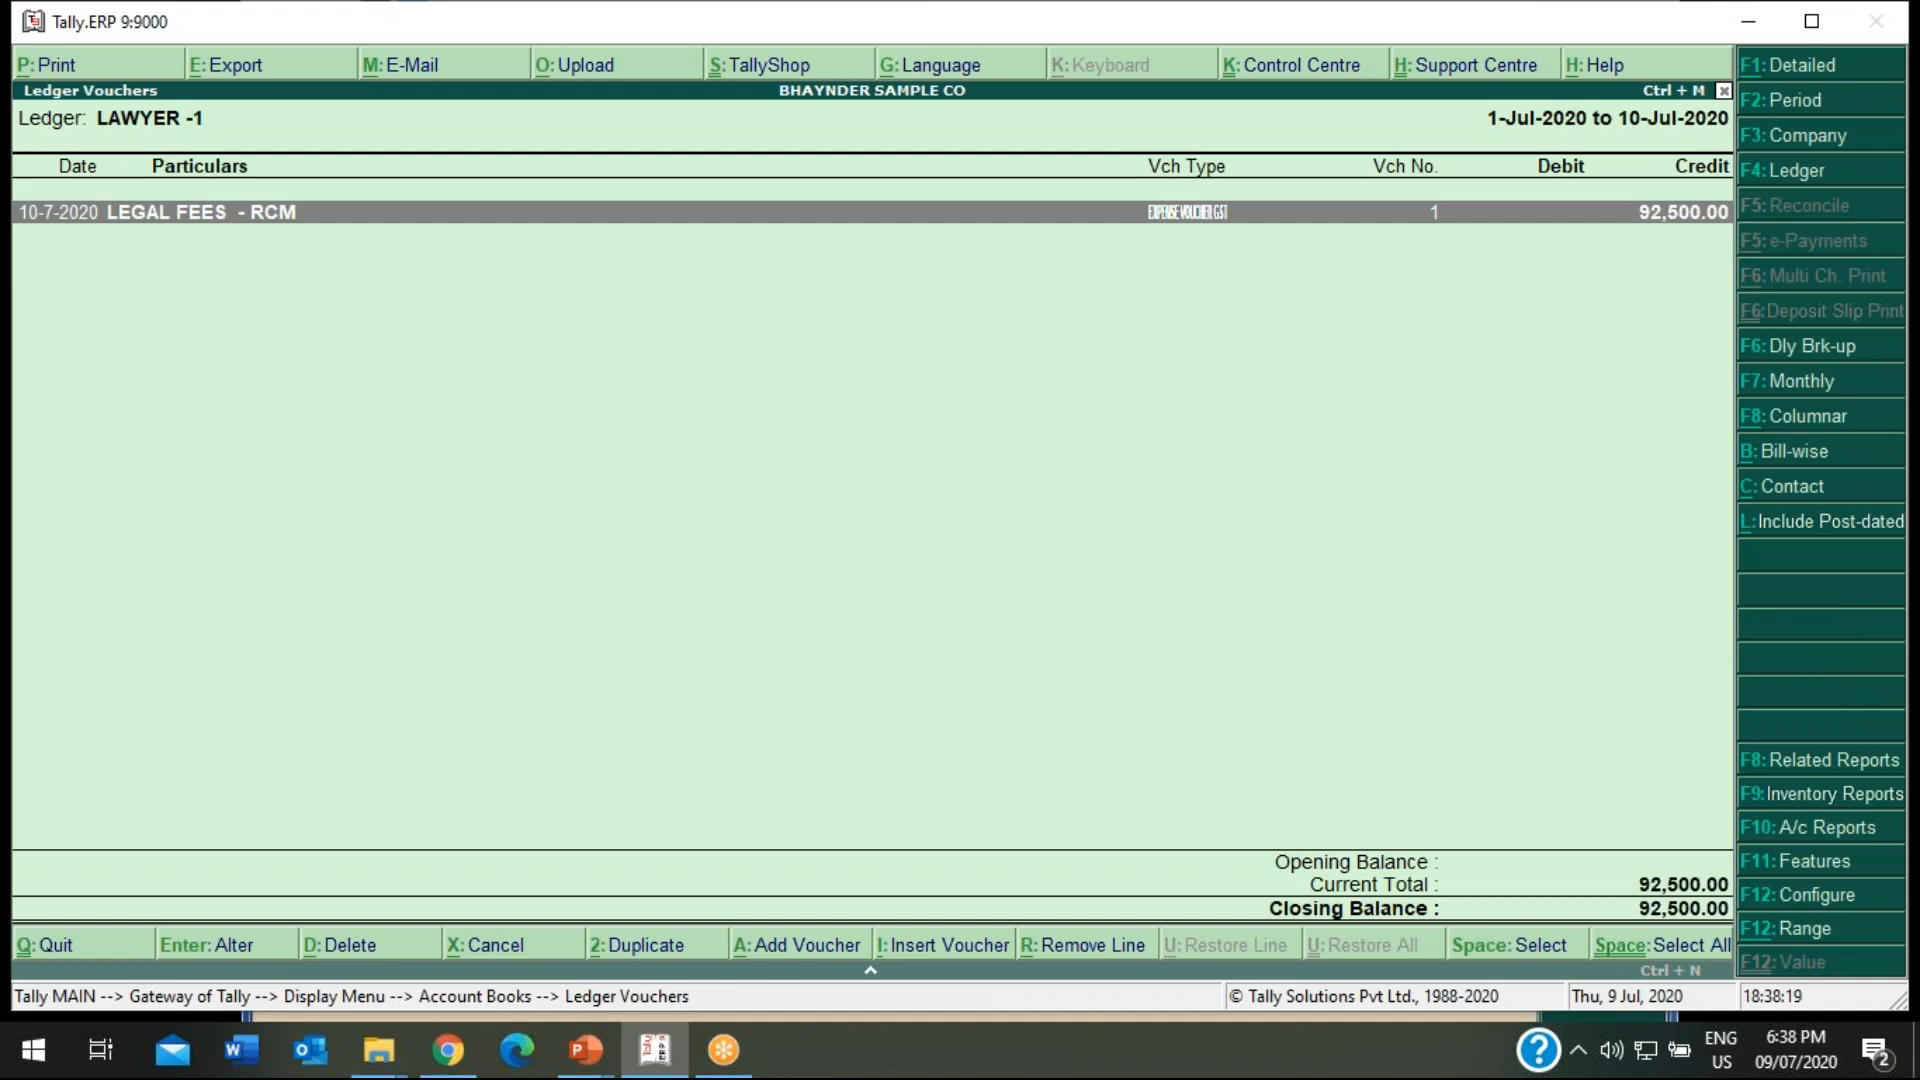 Tally.ERP 9:9000
P: Print E: Export M: E-Mail O: Upload S: TallyShop G: Language K: Keyboard K: Control Centre H: Support Centre H: Help
Ledger Vouchers BHAYNDER SAMPLE CO Ctrl + M
Ledger: LAWYER -1 1-Jul-2020 to 10-Jul-2020
Date Particulars Vch Type Vch No. Debit Credit
10-7-2020 LEGAL FEES - RCM EXPENSE VOUCHER GST 1 92,500.00
Opening Balance :
Current Total : 92,500.00
Closing Balance : 92,500.00
Q: Quit Enter: Alter D: Delete X: Cancel 2: Duplicate A: Add Voucher I: Insert Voucher R: Remove Line U: Restore Line U: Restore All Space: Select Space: Select All
Ctrl + N
Tally MAIN --> Gateway of Tally --> Display Menu --> Account Books --> Ledger Vouchers © Tally Solutions Pvt Ltd., 1988-2020 Thu, 9 Jul, 2020 18:38:19
F1: Detailed
F2: Period
F3: Company
F4: Ledger
F5: Reconcile
F5: e-Payments
F6: Multi Ch. Print
F6: Deposit Slip Print
F6: Dly Brk-up
F7: Monthly
F8: Columnar
B: Bill-wise
C: Contact
L: Include Post-dated
F8: Related Reports
F9: Inventory Reports
F10: A/c Reports
F11: Features
F12: Configure
F12: Range
F12: Value
ENG
US
6:38 PM
09/07/2020
2